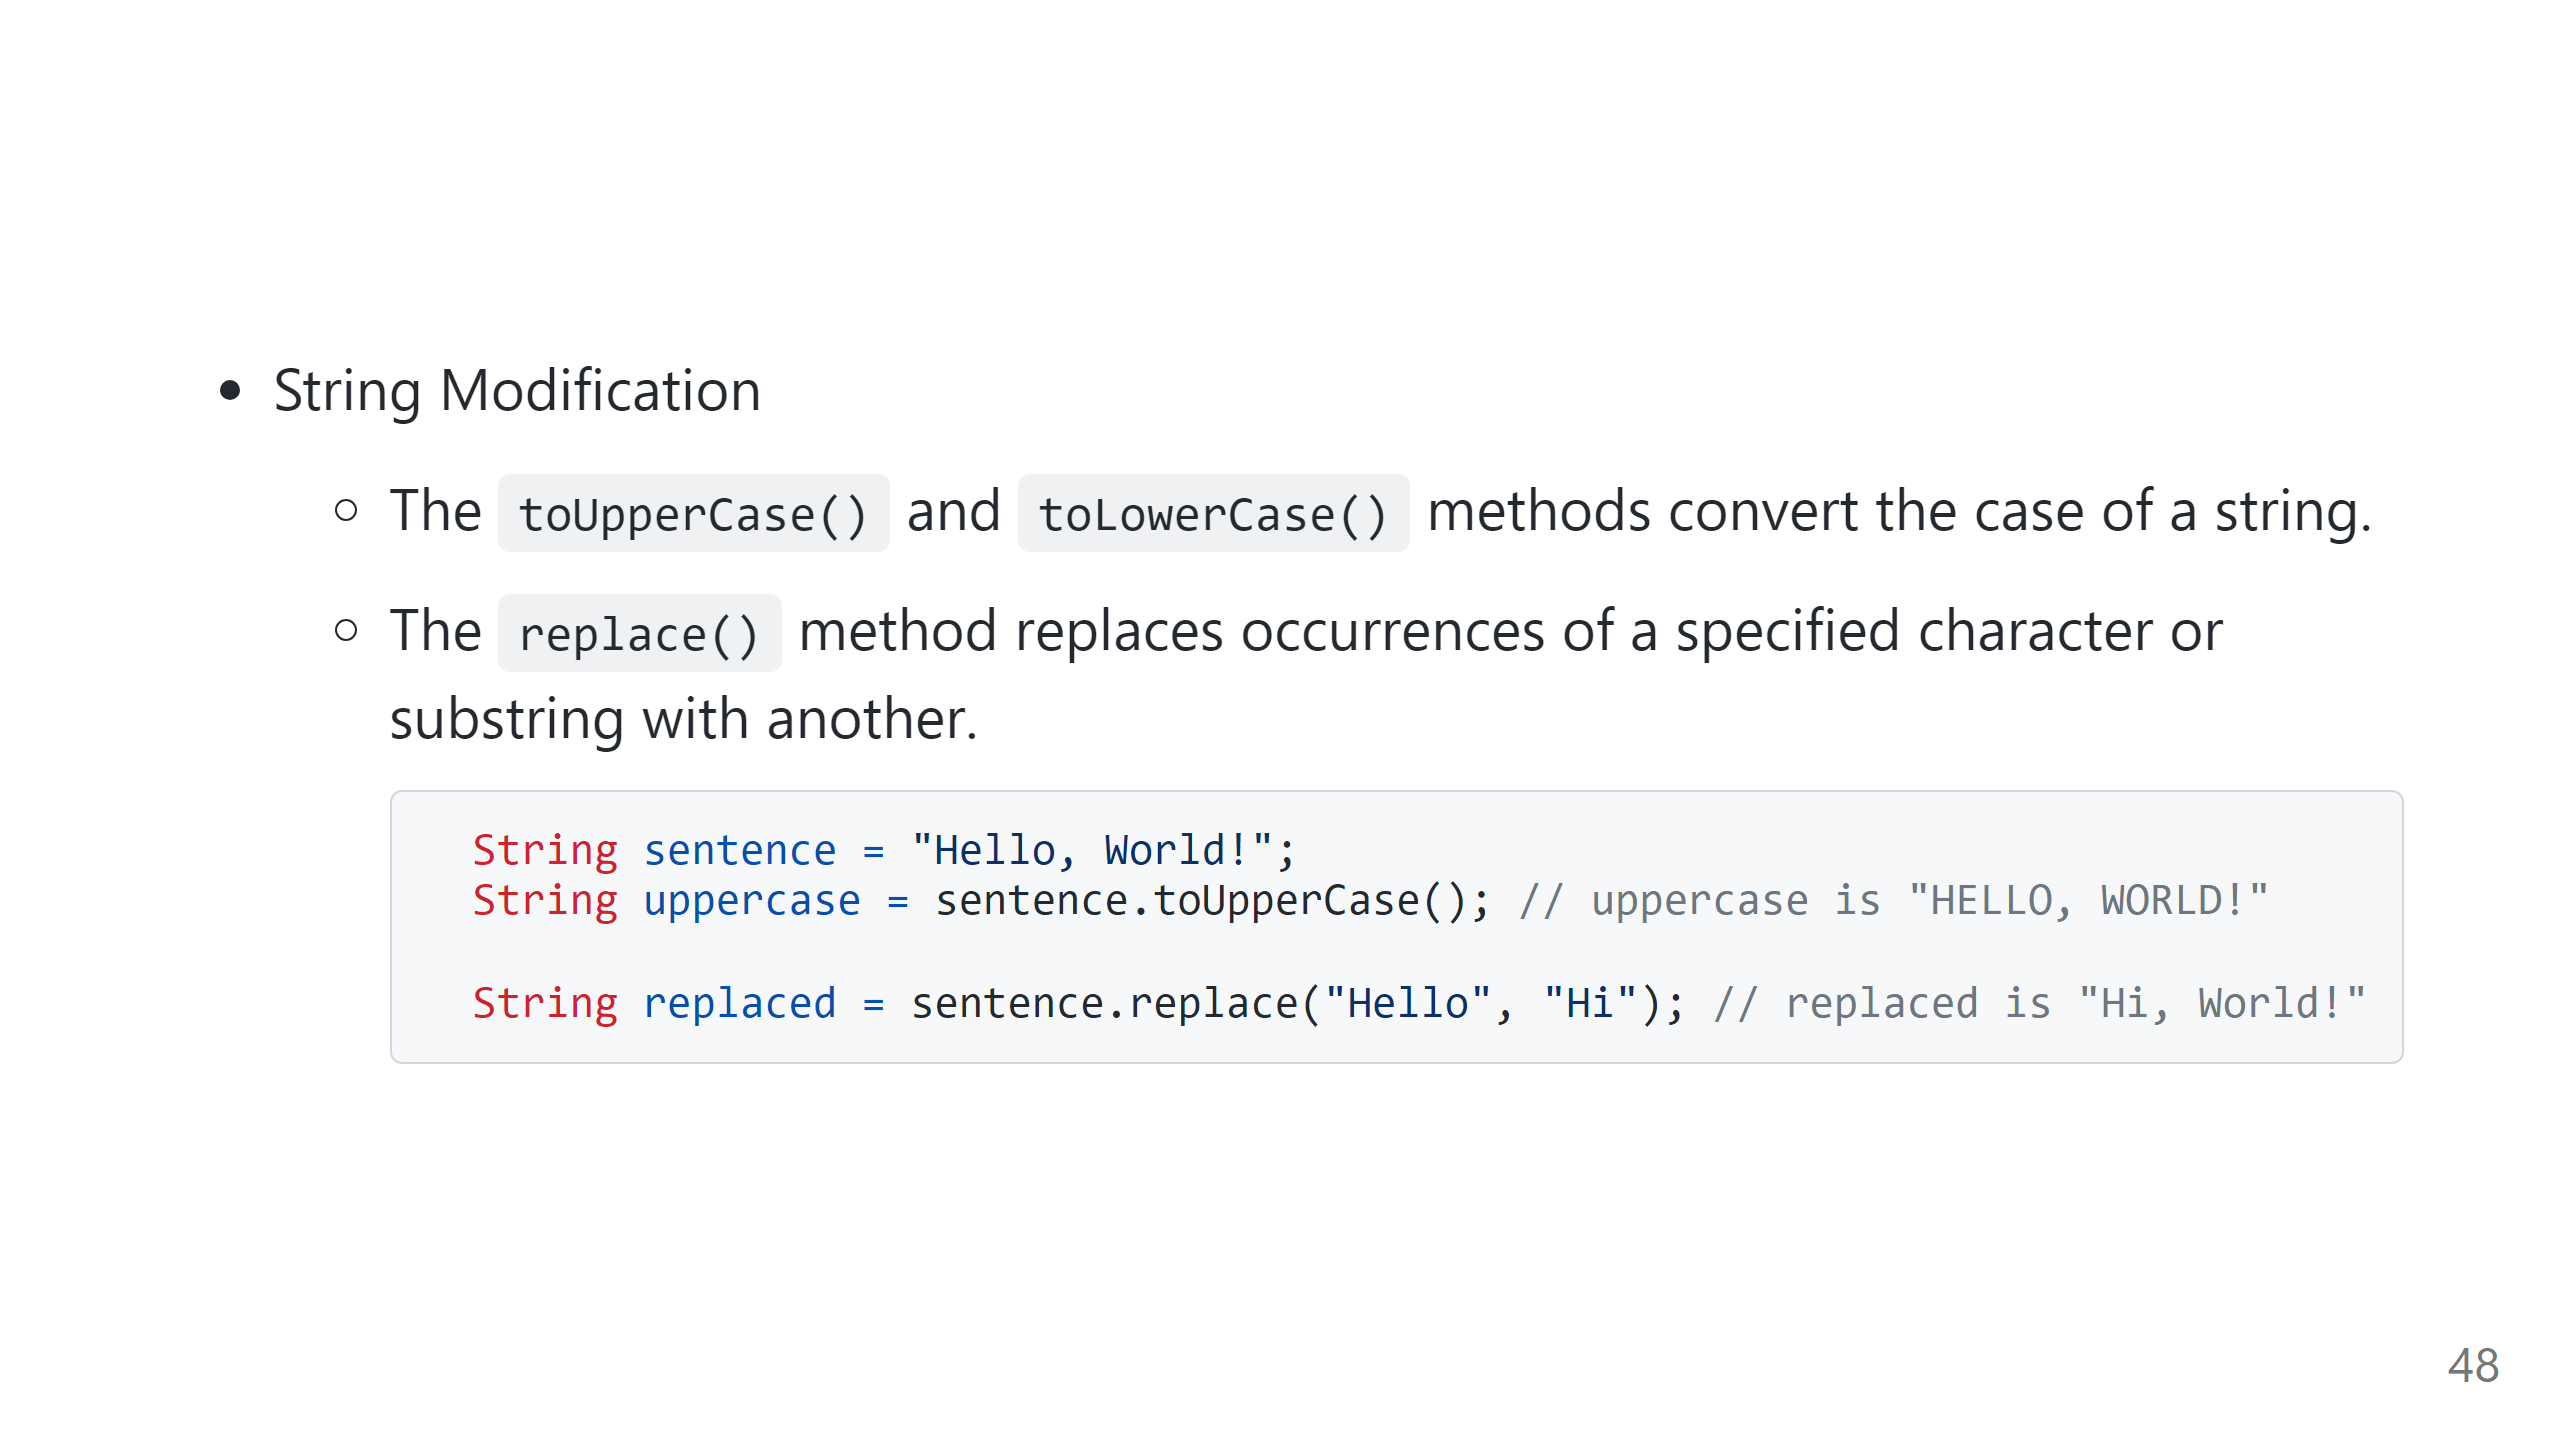 String Modification
The toUpperCase() and toLowerCase() methods convert the case of a string.
The replace() method replaces occurrences of a specified character or
substring with another.
String sentence = "Hello, World!";
String uppercase = sentence.toUpperCase(); // uppercase is "HELLO, WORLD!"
String replaced = sentence.replace("Hello", "Hi"); // replaced is "Hi, World!"
48